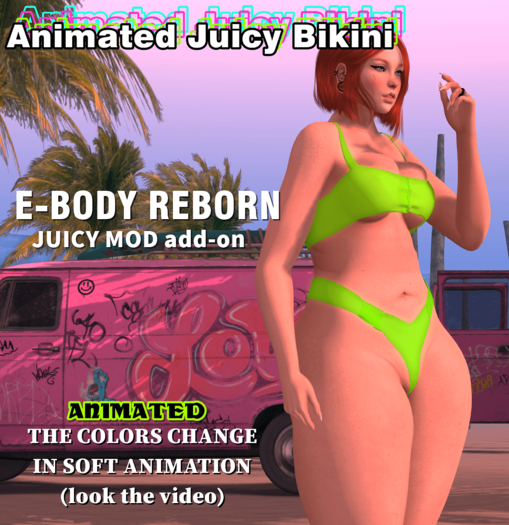 Animated Juicy Bikini
Animated Juicy Bikini
E-BODY REBORN
JUICY MOD add-on
Lov
ANIMATED
THE COLORS CHANGE
IN SOFT ANIMATION
(look the video)